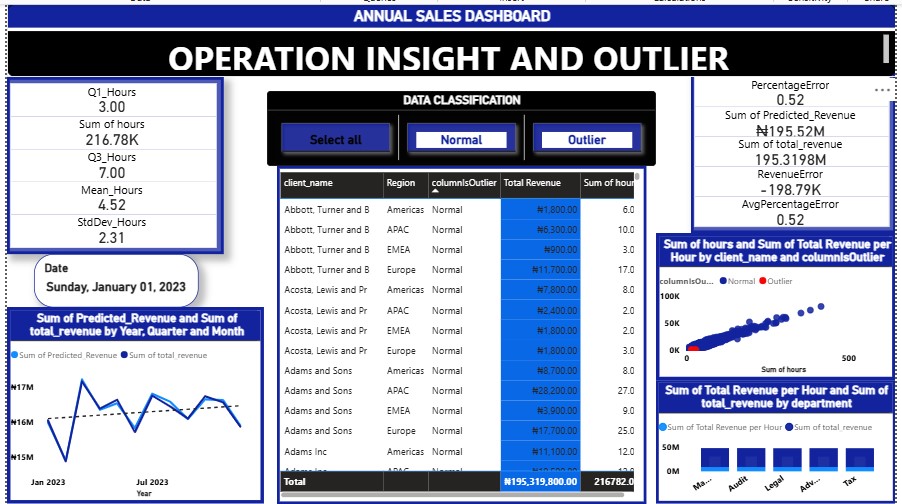 ANNUAL SALES DASHBOARD
OPERATION INSIGHT AND OUTLIER
Q1_Hours
3.00
Sum of hours
216.78K
Q3_Hours
7.00
Mean_Hours
4.52
StdDev_Hours
2.31
Date
Sunday, January 01, 2023
Sum of Predicted_Revenue and Sum of
total_revenue by Year, Quarter and Month
Sum of Predicted_Revenue Sum of total_revenue
₦17M
₦16M
₦15M
Jan 2023 Jul 2023
Year
DATA CLASSIFICATION
Select all Normal Outlier
client_name Region columnIsOutlier Total Revenue Sum of hour
Abbott, Turner and B Americas Normal ₦1,800.00 6.0
Abbott, Turner and B APAC Normal ₦6,300.00 10.0
Abbott, Turner and B EMEA Normal ₦900.00 3.0
Abbott, Turner and B Europe Normal ₦11,700.00 17.0
Acosta, Lewis and Pr Americas Normal ₦7,800.00 8.0
Acosta, Lewis and Pr APAC Normal ₦2,400.00 2.0
Acosta, Lewis and Pr EMEA Normal ₦1,800.00 2.0
Acosta, Lewis and Pr Europe Normal ₦1,800.00 3.0
Adams and Sons Americas Normal ₦8,700.00 8.0
Adams and Sons APAC Normal ₦28,200.00 27.0
Adams and Sons EMEA Normal ₦3,900.00 9.0
Adams and Sons Europe Normal ₦17,700.00 25.0
Adams Inc Americas Normal ₦11,100.00 12.0
Total ₦195,319,800.00 216782.0
PercentageError
0.52
Sum of Predicted_Revenue
₦195.52M
Sum of total_revenue
195.3198M
RevenueError
-198.79K
AvgPercentageError
0.52
Sum of hours and Sum of Total Revenue per
Hour by client_name and columnIsOutlier
columnIsOu... Normal Outlier
100K
50K
0K
0 500
Sum of hours
Sum of Total Revenue per Hour and Sum of
total_revenue by department
Sum of Total Revenue per Hour Sum of total_revenue
50M
0M
Ma... Audit Legal Adv... Tax